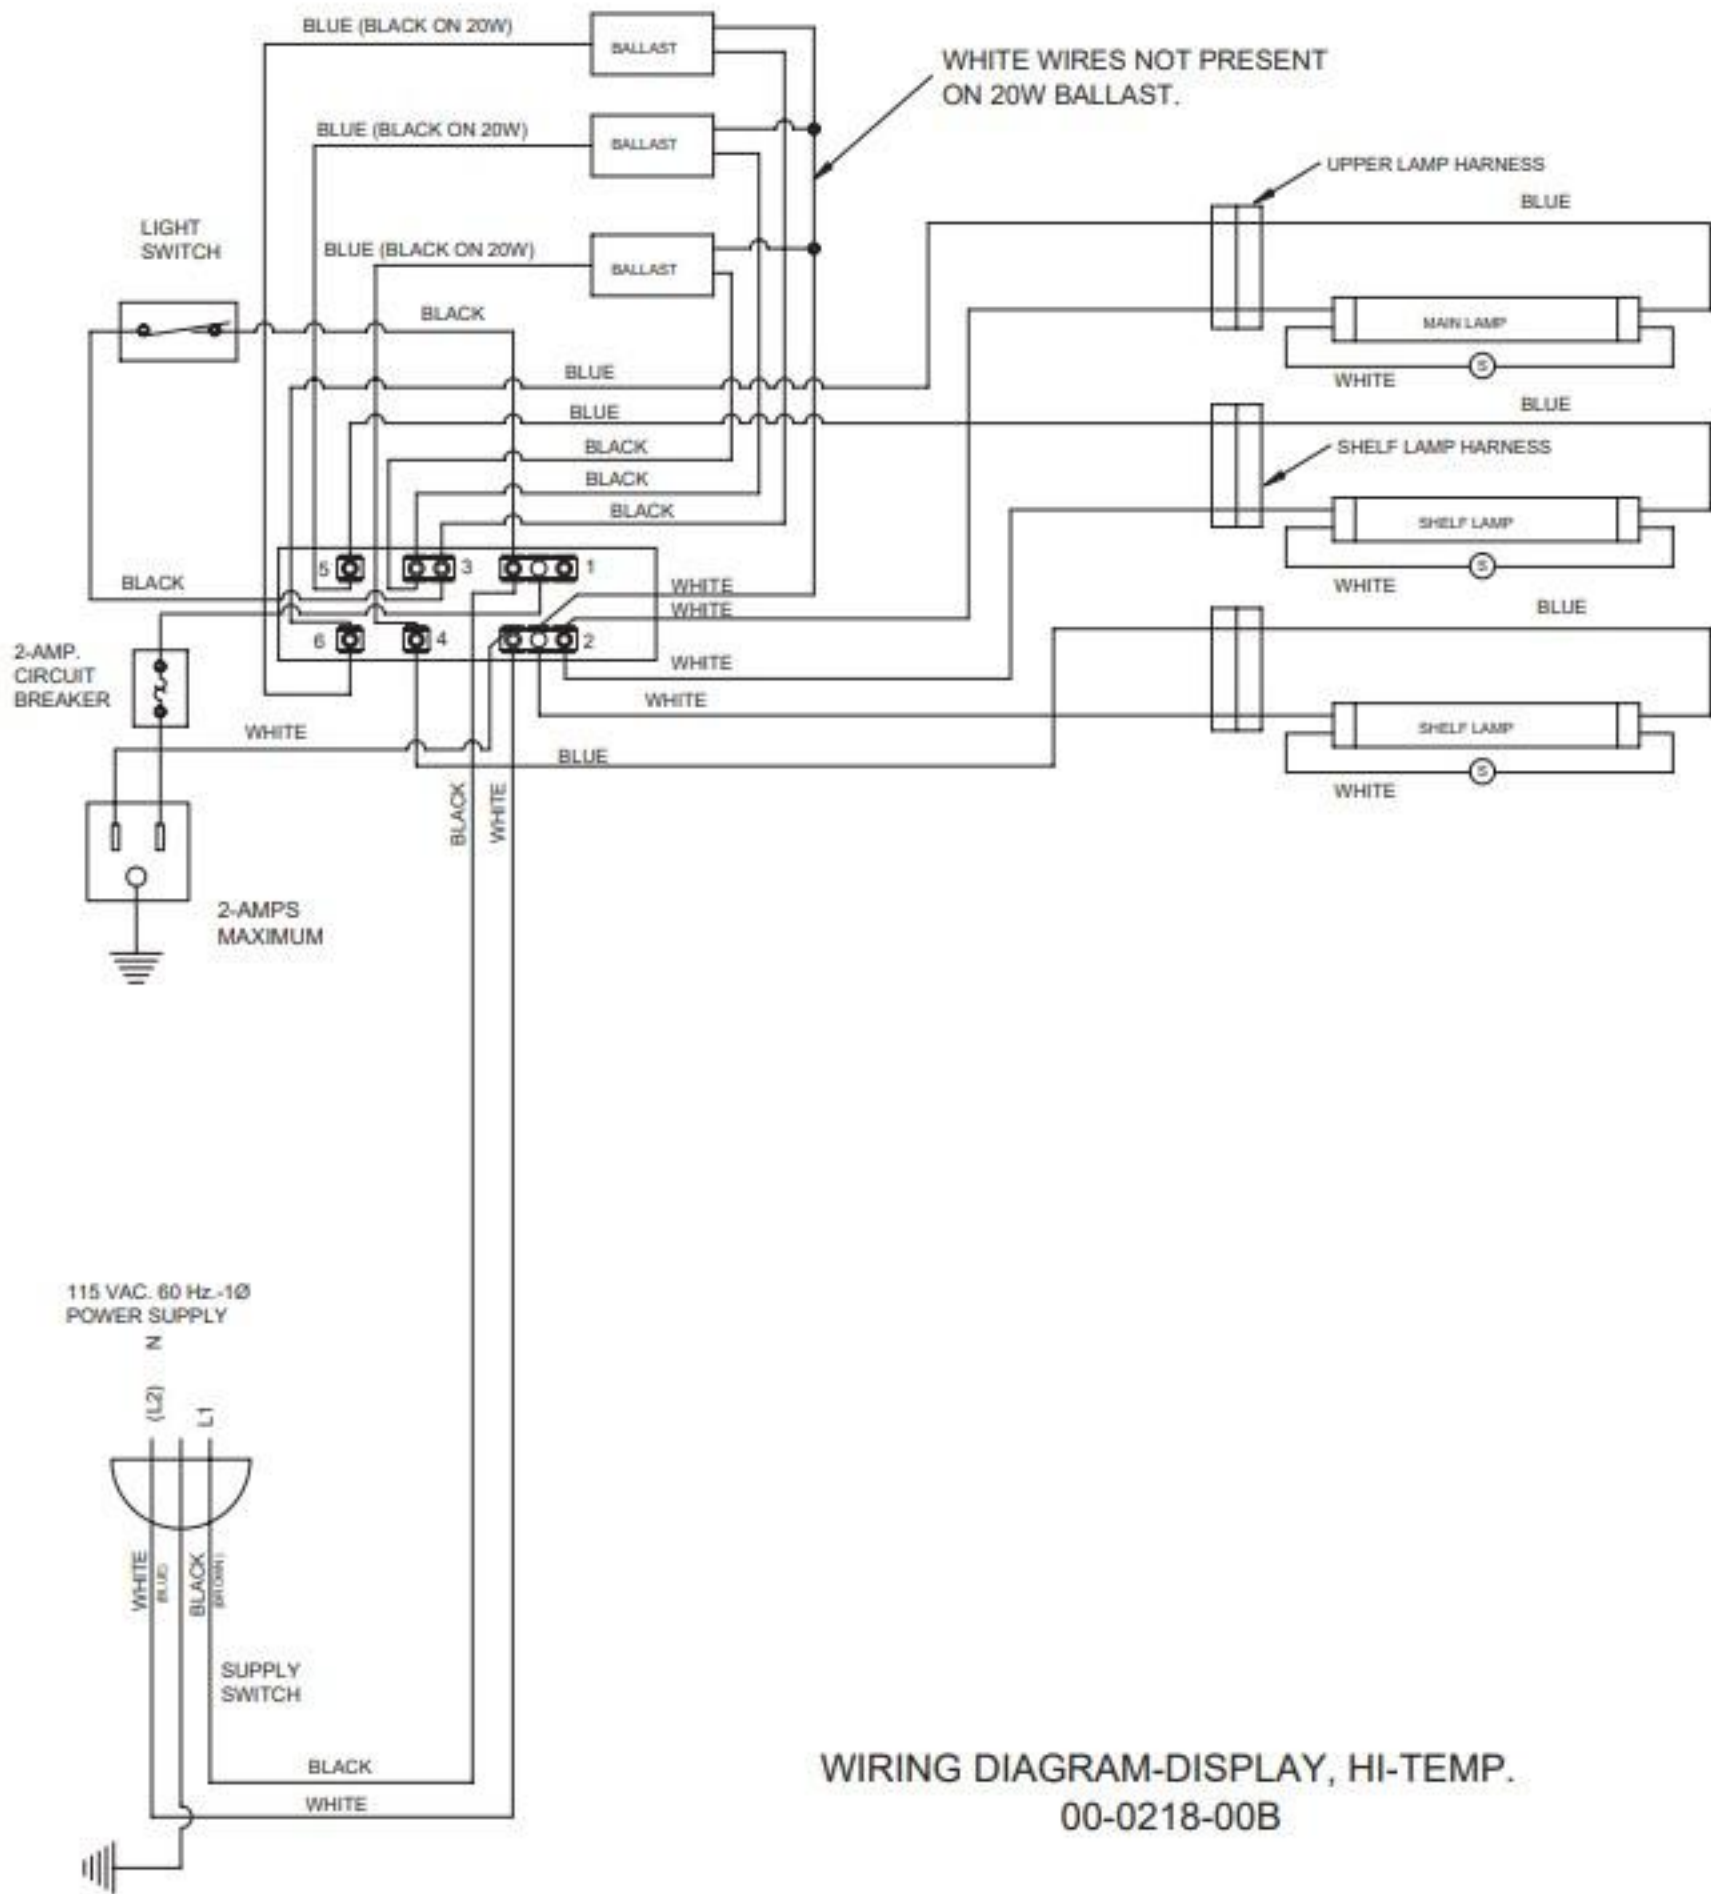 BLUE (BLACK ON 20W)
BALLAST
WHITE WIRES NOT PRESENT
ON 20W BALLAST.
BLUE (BLACK ON 20W)
BALLAST
UPPER LAMP HARNESS
BLUE
LIGHT
SWITCH
BLUE (BLACK ON 20W)
BALLAST
BLACK
MAIN LAMP
BLUE
S
WHITE
BLUE
BLUE
BLACK
SHELF LAMP HARNESS
BLACK
BLACK
SHELF LAMP
5
3
1
S
BLACK
WHITE
WHITE
WHITE
BLUE
6
4
2
2-AMP.
CIRCUIT
BREAKER
WHITE
WHITE
SHELF LAMP
WHITE
BLUE
S
WHITE
BLACK
WHITE
2-AMPS
MAXIMUM
115 VAC. 60 Hz.-1Ø
POWER SUPPLY
N
(L2)
L1
WHITE
(BLUE)
BLACK
(BROWN)
SUPPLY
SWITCH
BLACK
WHITE
WIRING DIAGRAM-DISPLAY, HI-TEMP.
00-0218-00B